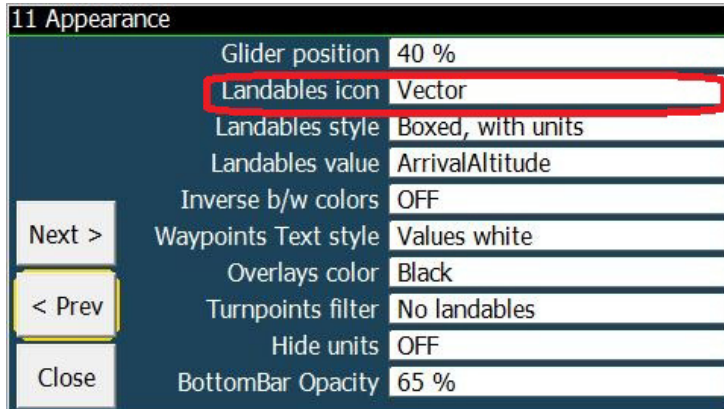 11 Appearance
Glider position 40 %
Landables icon Vector
Landables style Boxed, with units
Landables value ArrivalAltitude
Inverse b/w colors OFF
Next > Waypoints Text style Values white
Overlays color Black
< Prev Turnpoints filter No landables
Hide units OFF
Close BottomBar Opacity 65 %